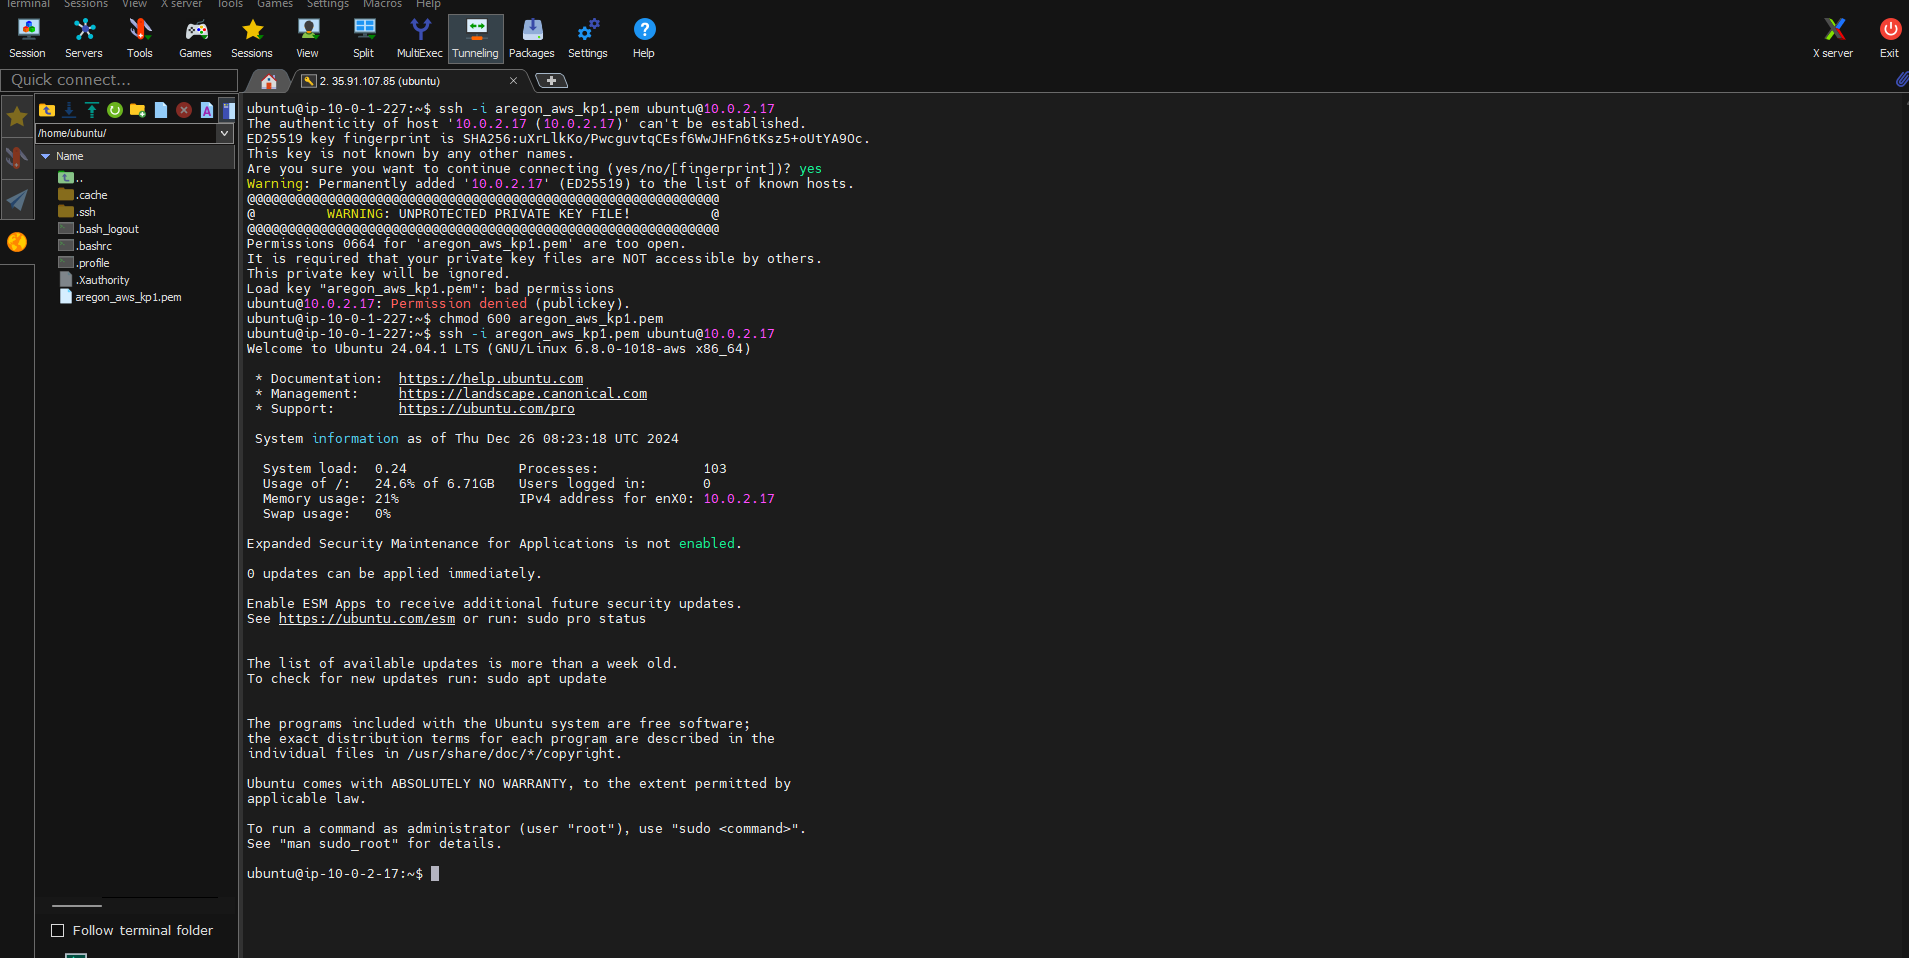 Terminal Sessions View X server Tools Games Settings Macros Help
Session Servers Tools Games Sessions View Split MultiExec Tunneling Packages Settings Help X server Exit
Quick connect...
2. 35.91.107.85 (ubuntu)
/home/ubuntu/
Name
..
.cache
.ssh
.bash_logout
.bashrc
.profile
.Xauthority
aregon_aws_kp1.pem
Follow terminal folder
ubuntu@ip-10-0-1-227:~$ ssh -i aregon_aws_kp1.pem ubuntu@10.0.2.17
The authenticity of host '10.0.2.17 (10.0.2.17)' can't be established.
ED25519 key fingerprint is SHA256:uXrLlkKo/PwcguvtqCEsf6WwJHFn6tKsz5+oUtYA9Oc.
This key is not known by any other names.
Are you sure you want to continue connecting (yes/no/[fingerprint])? yes
Warning: Permanently added '10.0.2.17' (ED25519) to the list of known hosts.
@@@@@@@@@@@@@@@@@@@@@@@@@@@@@@@@@@@@@@@@@@@@@@@@@@@@@@@@@@@
@         WARNING: UNPROTECTED PRIVATE KEY FILE!          @
@@@@@@@@@@@@@@@@@@@@@@@@@@@@@@@@@@@@@@@@@@@@@@@@@@@@@@@@@@@
Permissions 0664 for 'aregon_aws_kp1.pem' are too open.
It is required that your private key files are NOT accessible by others.
This private key will be ignored.
Load key "aregon_aws_kp1.pem": bad permissions
ubuntu@10.0.2.17: Permission denied (publickey).
ubuntu@ip-10-0-1-227:~$ chmod 600 aregon_aws_kp1.pem
ubuntu@ip-10-0-1-227:~$ ssh -i aregon_aws_kp1.pem ubuntu@10.0.2.17
Welcome to Ubuntu 24.04.1 LTS (GNU/Linux 6.8.0-1018-aws x86_64)
* Documentation:  https://help.ubuntu.com
* Management:     https://landscape.canonical.com
* Support:        https://ubuntu.com/pro
System information as of Thu Dec 26 08:23:18 UTC 2024
System load:  0.24              Processes:             103
Usage of /:   24.6% of 6.71GB   Users logged in:       0
Memory usage: 21%               IPv4 address for enX0: 10.0.2.17
Swap usage:   0%
Expanded Security Maintenance for Applications is not enabled.
0 updates can be applied immediately.
Enable ESM Apps to receive additional future security updates.
See https://ubuntu.com/esm or run: sudo pro status
The list of available updates is more than a week old.
To check for new updates run: sudo apt update
The programs included with the Ubuntu system are free software;
the exact distribution terms for each program are described in the
individual files in /usr/share/doc/*/copyright.
Ubuntu comes with ABSOLUTELY NO WARRANTY, to the extent permitted by
applicable law.
To run a command as administrator (user "root"), use "sudo <command>".
See "man sudo_root" for details.
ubuntu@ip-10-0-2-17:~$